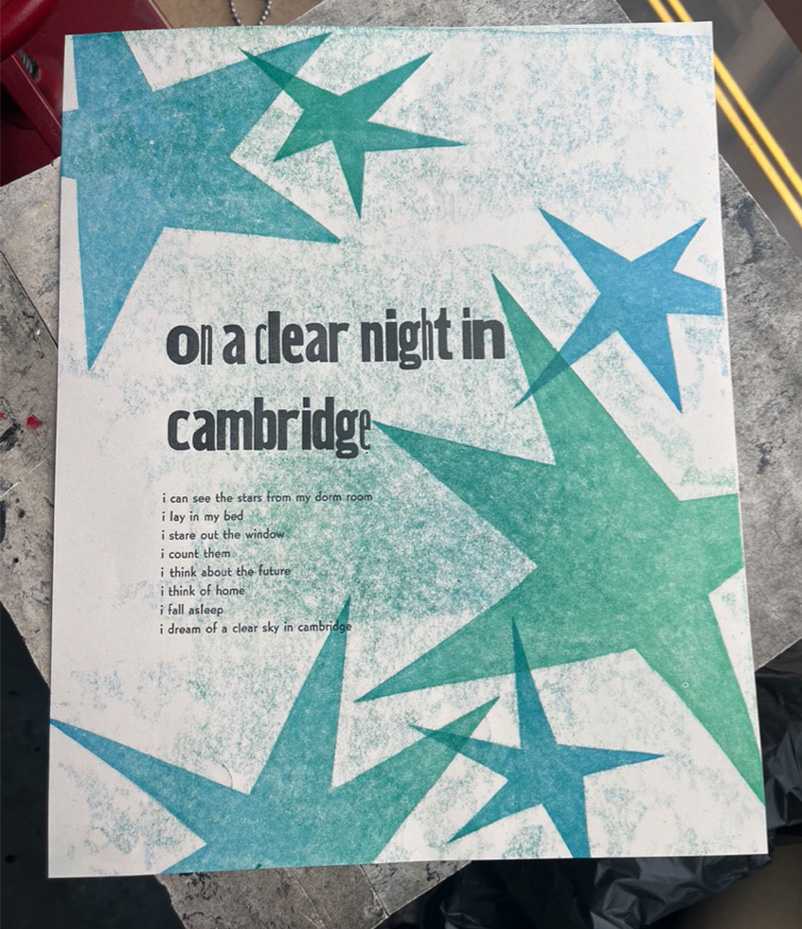 on a clear night in
cambridge
i can see the stars from my dorm room
i lay in my bed
i stare out the window
i count them
i think about the future
i think of home
i fall asleep
i dream of a clear sky in cambridge